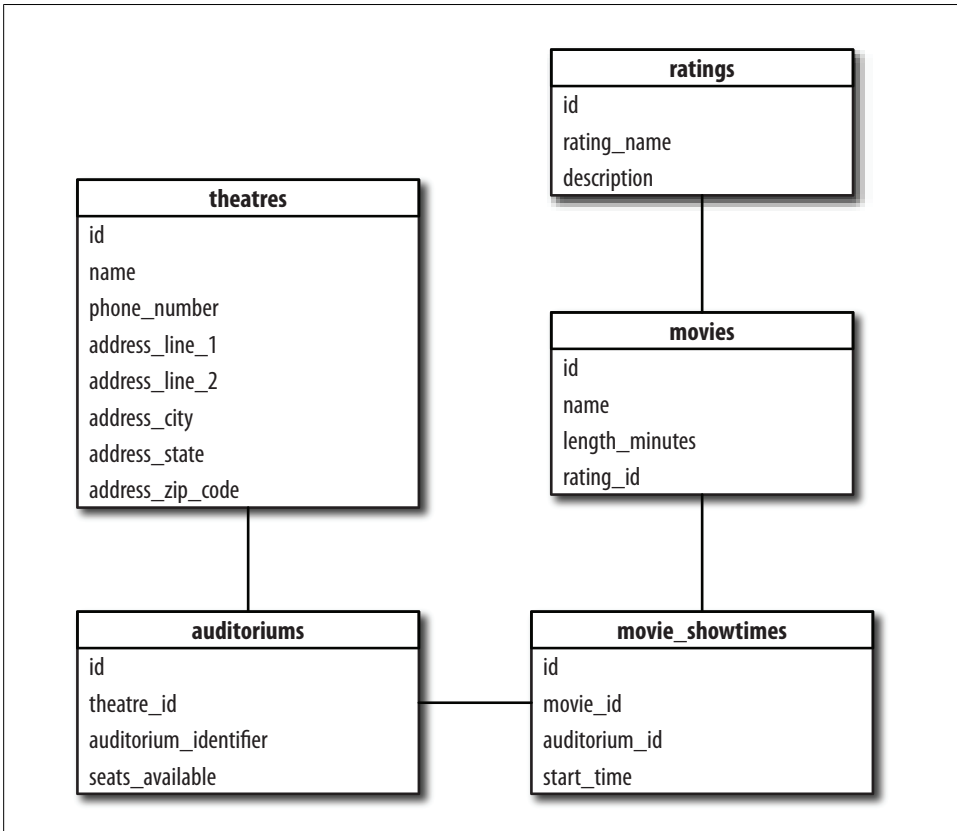 ratings
id
rating_name
description
theatres
id
name
phone_number
address_line_1
address_line_2
address_city
address_state
address_zip_code
movies
id
name
length_minutes
rating_id
auditoriums
id
theatre_id
auditorium_identifier
seats_available
movie_showtimes
id
movie_id
auditorium_id
start_time